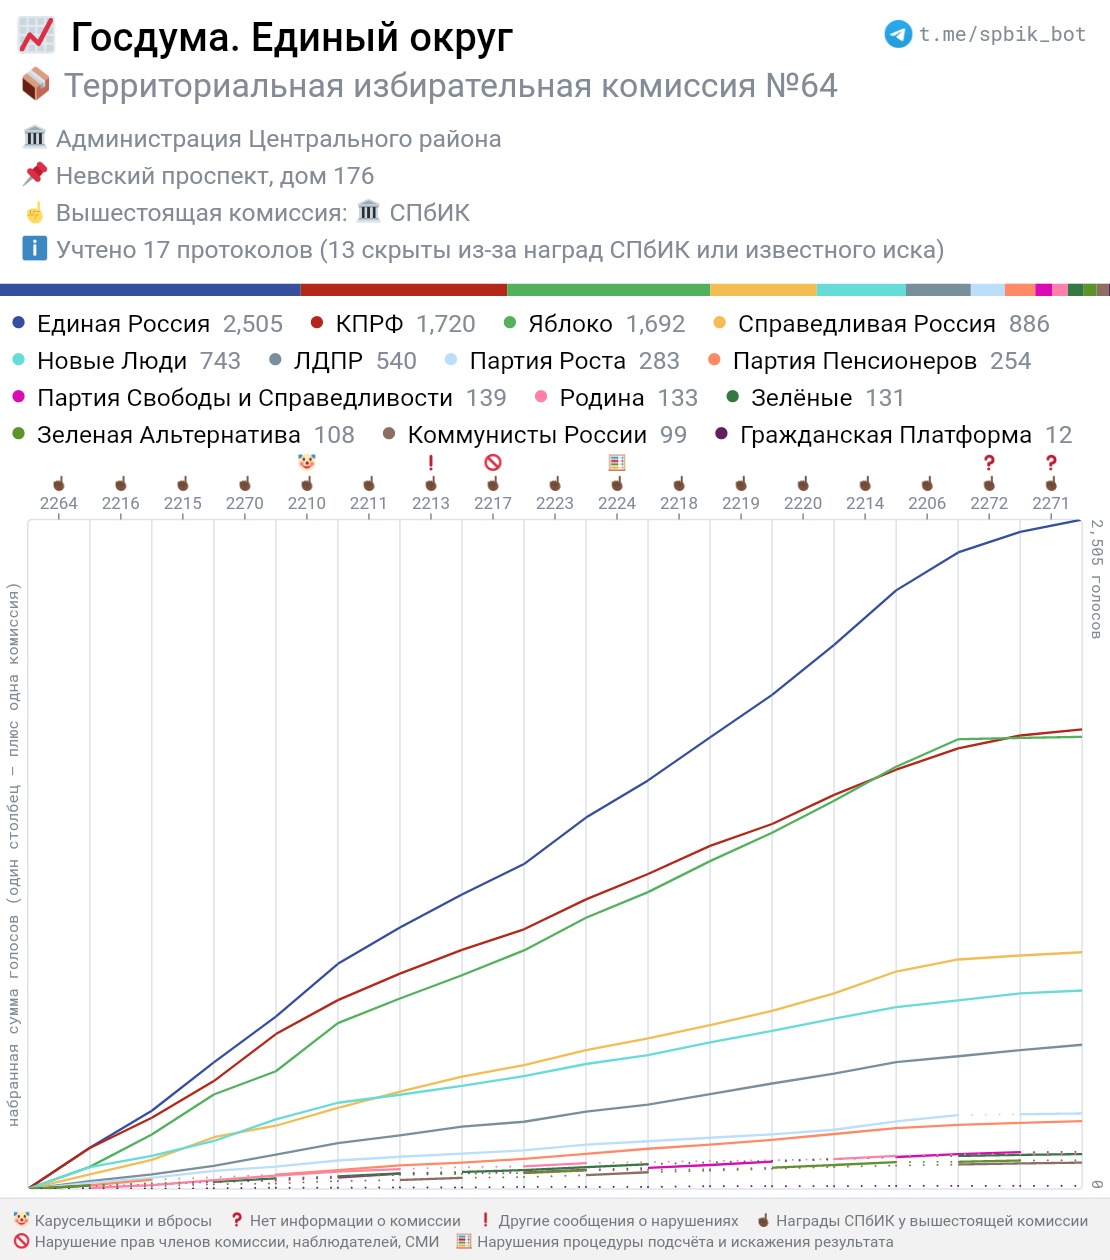 Госдума. Единый округ
t.me/spbik_bot
Территориальная избирательная комиссия №64
Администрация Центрального района
Невский проспект, дом 176
Вышестоящая комиссия: СПбИК
Учтено 17 протоколов (13 скрыты из-за наград СПбИК или известного иска)
Единая Россия 2,505 КПРФ 1,720 Яблоко 1,692 Справедливая Россия 886
Новые Люди 743 ЛДПР 540 Партия Роста 283 Партия Пенсионеров 254
Партия Свободы и Справедливости 139 Родина 133 Зелёные 131
Зеленая Альтернатива 108 Коммунисты России 99 Гражданская Платформа 12
2264 2216 2215 2270 2210 2211 2213 2217 2223 2224 2218 2219 2220 2214 2206 2272 2271
набранная сумма голосов (один столбец — плюс одна комиссия)
2,505 голосов
0
Карусельщики и вбросы Нет информации о комиссии Другие сообщения о нарушениях Награды СПбИК у вышестоящей комиссии
Нарушение прав членов комиссии, наблюдателей, СМИ Нарушения процедуры подсчёта и искажения результата